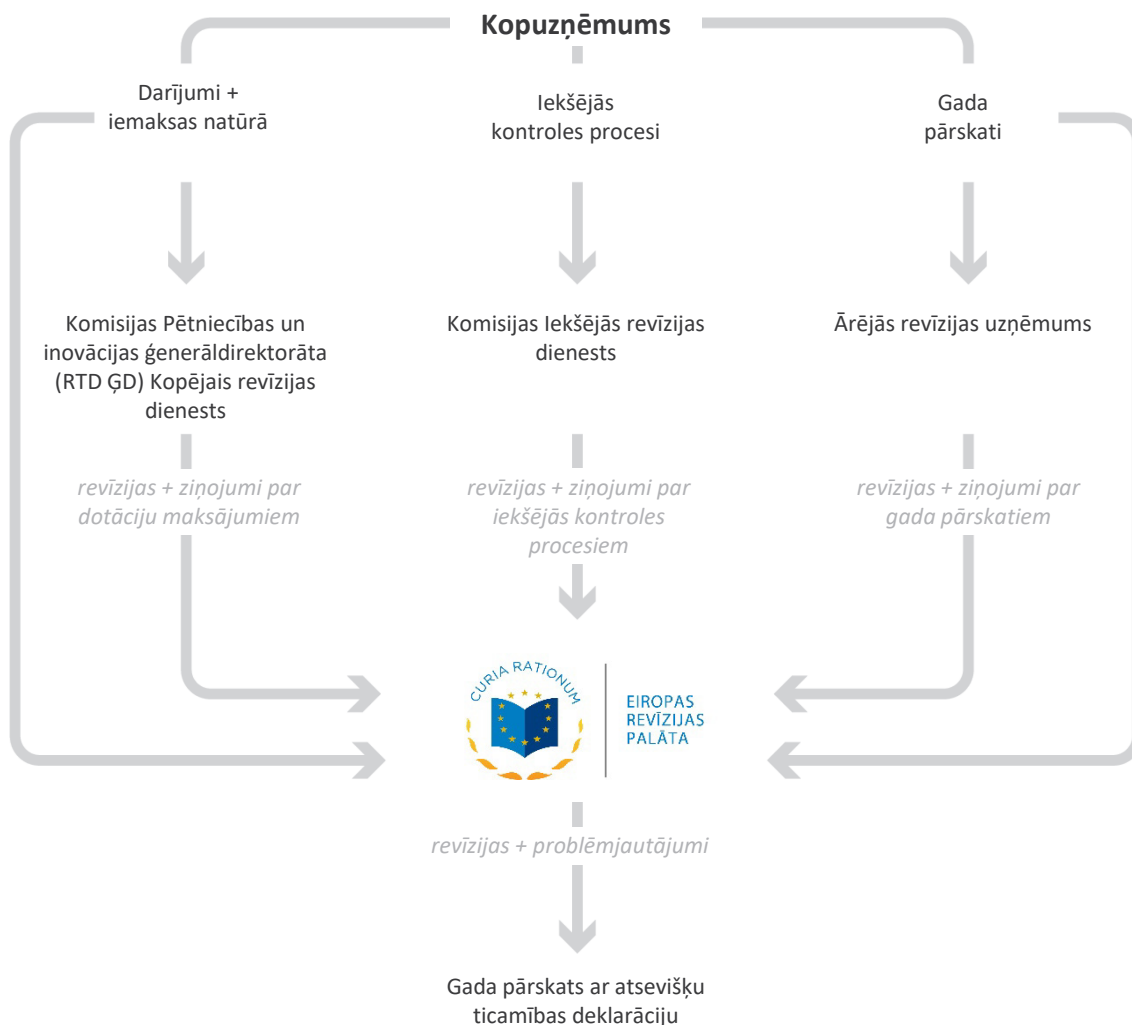 Kopuzņēmums
Darījumi +
iemaksas natūrā
Iekšējās
kontroles procesi
Gada
pārskati
Komisijas Pētniecības un
inovācijas ģenerāldirektorāta
(RTD ĢD) Kopējais revīzijas
dienests
Komisijas Iekšējās revīzijas
dienests
Ārējās revīzijas uzņēmums
revīzijas + ziņojumi par
dotāciju maksājumiem
revīzijas + ziņojumi par
iekšējās kontroles
procesiem
revīzijas + ziņojumi par
gada pārskatiem
CURIA RATIONUM
EIROPAS
REVĪZIJAS
PALĀTA
revīzijas + problēmjautājumi
Gada pārskats ar atsevišķu
ticamības deklarāciju